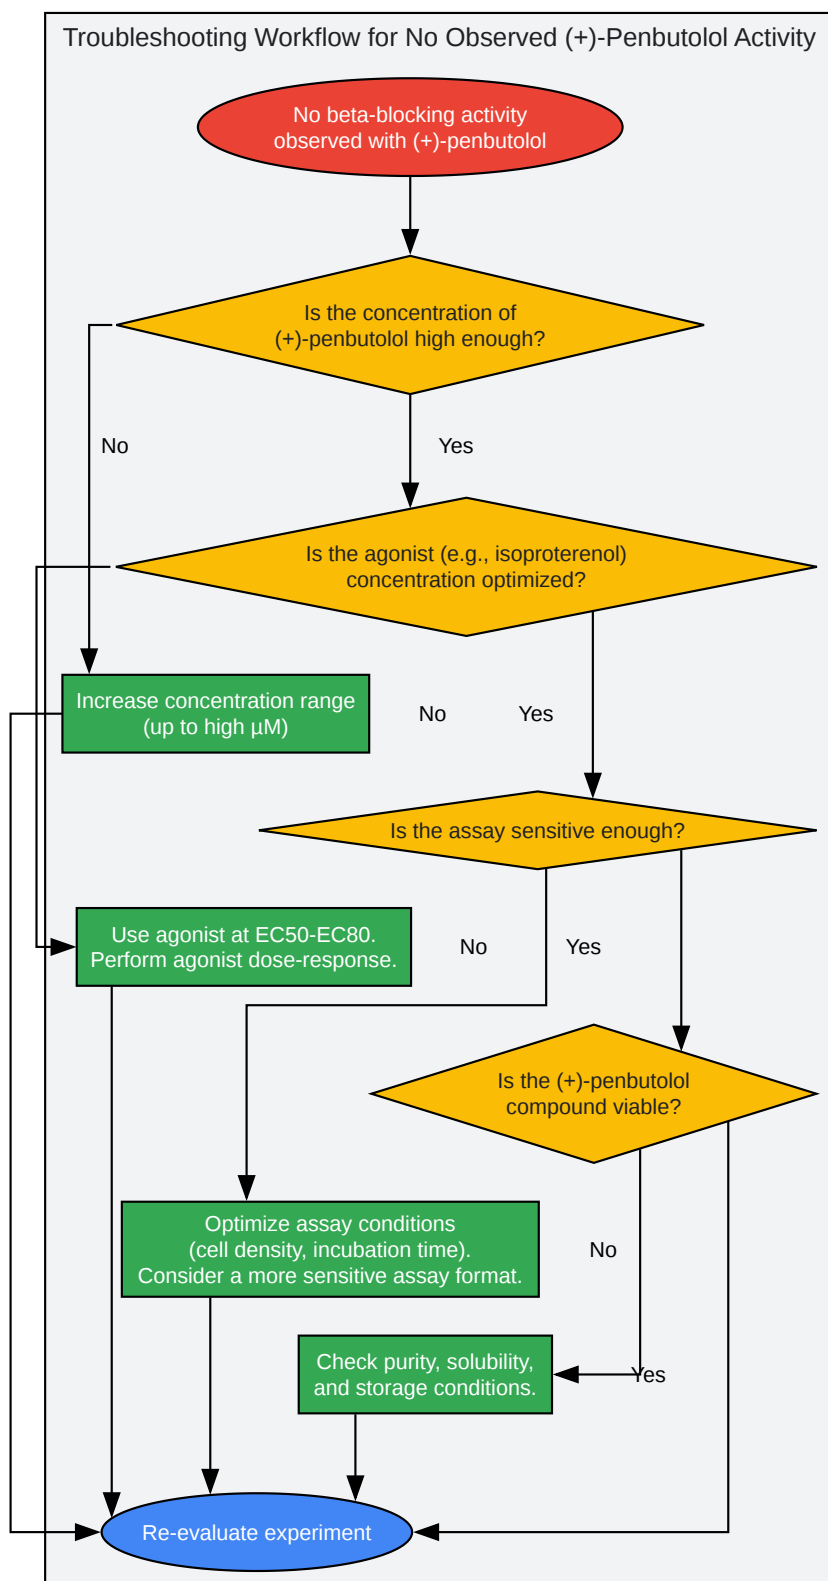 Troubleshooting Workflow for No Observed (+)-Penbutolol Activity
No beta-blocking activity
observed with (+)-penbutolol
Is the concentration of
(+)-penbutolol high enough?
No
Yes
Is the agonist (e.g., isoproterenol)
concentration optimized?
Increase concentration range
(up to high µM)
No
Yes
Is the assay sensitive enough?
Use agonist at EC50-EC80.
Perform agonist dose-response.
No
Yes
Is the (+)-penbutolol
compound viable?
Optimize assay conditions
(cell density, incubation time).
Consider a more sensitive assay format.
No
Check purity, solubility,
and storage conditions.
Yes
Re-evaluate experiment